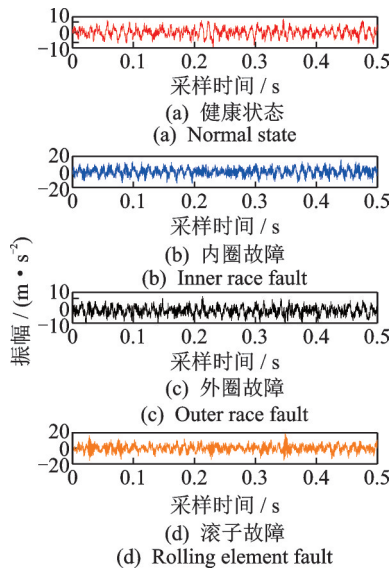 振幅 / (m·s⁻²)
10
0
−10
0 0.1 0.2 0.3 0.4 0.5
采样时间 / s
(a) 健康状态
(a) Normal state
20
0
−20
0 0.1 0.2 0.3 0.4 0.5
采样时间 / s
(b) 内圈故障
(b) Inner race fault
10
0
−10
0 0.1 0.2 0.3 0.4 0.5
采样时间 / s
(c) 外圈故障
(c) Outer race fault
20
0
−20
0 0.1 0.2 0.3 0.4 0.5
采样时间 / s
(d) 滚子故障
(d) Rolling element fault